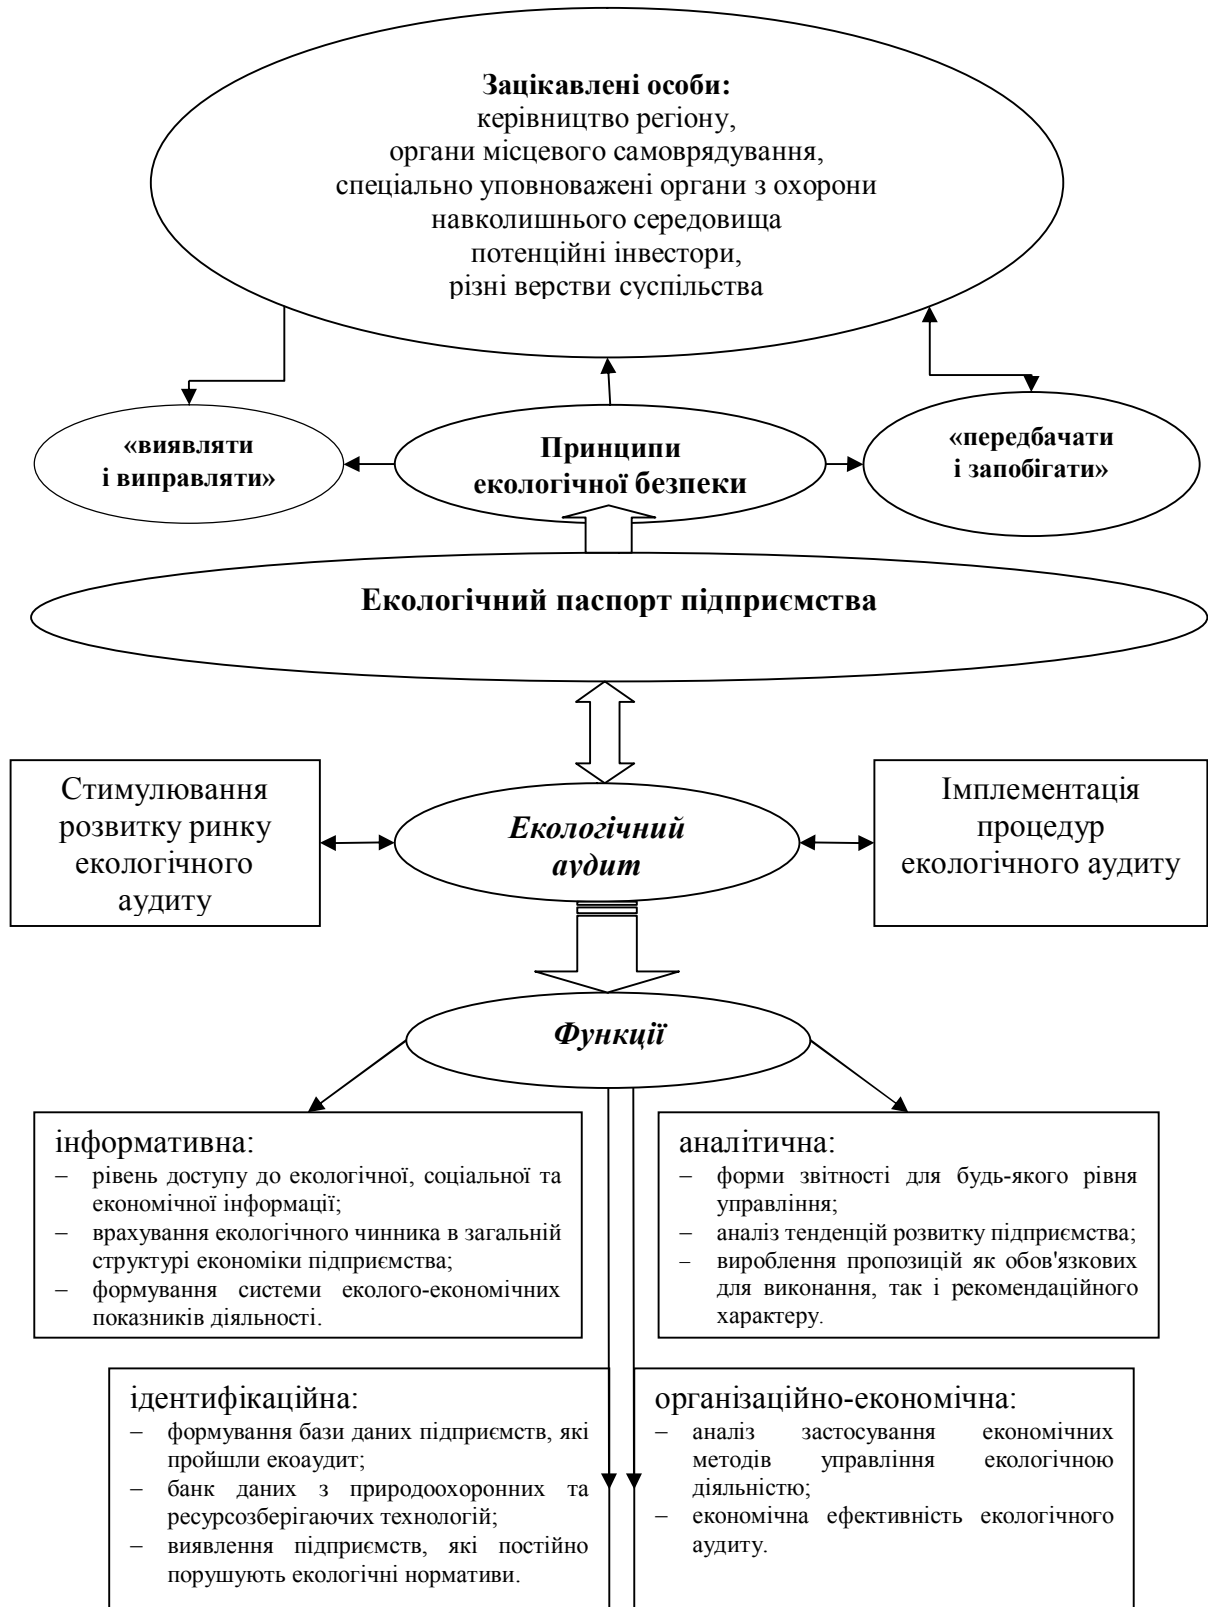 Зацікавлені особи:
керівництво регіону,
органи місцевого самоврядування,
спеціально уповноважені органи з охорони
навколишнього середовища
потенційні інвестори,
різні верстви суспільства
«виявляти
і виправляти»
Принципи
екологічної безпеки
«передбачати
і запобігати»
Екологічний паспорт підприємства
Стимулювання
розвитку ринку
екологічного
аудиту
Екологічний
аудит
Імплементація
процедур
екологічного аудиту
Функції
інформативна:
– рівень доступу до екологічної, соціальної та
економічної інформації;
– врахування екологічного чинника в загальній
структурі економіки підприємства;
– формування системи еколого-економічних
показників діяльності.
аналітична:
– форми звітності для будь-якого рівня
управління;
– аналіз тенденцій розвитку підприємства;
– вироблення пропозицій як обов'язкових
для виконання, так і рекомендаційного
характеру.
ідентифікаційна:
– формування бази даних підприємств, які
пройшли екоаудит;
– банк даних з природоохоронних та
ресурсозберігаючих технологій;
– виявлення підприємств, які постійно
порушують екологічні нормативи.
організаційно-економічна:
– аналіз застосування економічних
методів управління екологічною
діяльністю;
– економічна ефективність екологічного
аудиту.